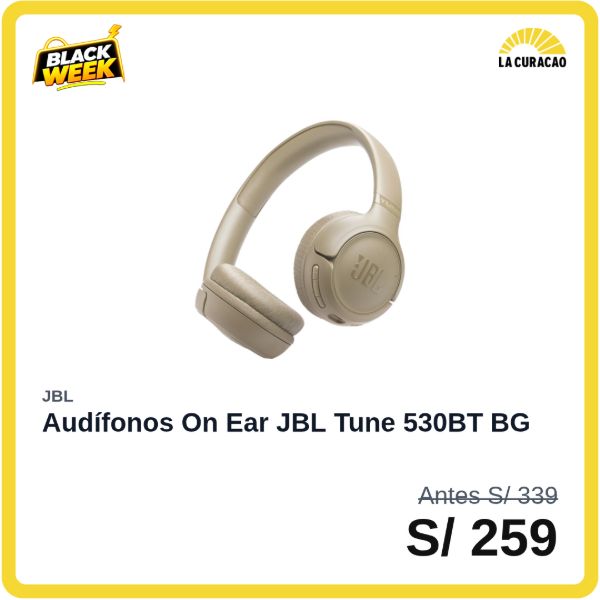 BLACK
WEEK
LA CURACAO
JBL
JBL
Audífonos On Ear JBL Tune 530BT BG
Antes S/ 339
S/ 259